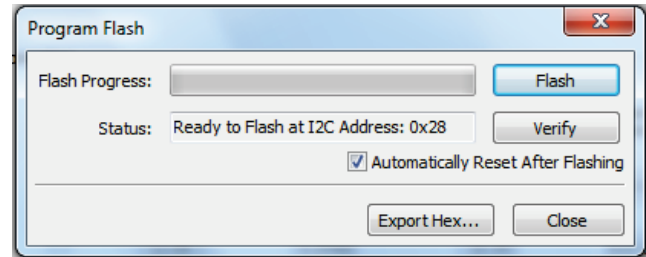 Program Flash
Flash Progress:
Flash
Status:
Ready to Flash at I2C Address: 0x28
Verify
Automatically Reset After Flashing
Export Hex...
Close